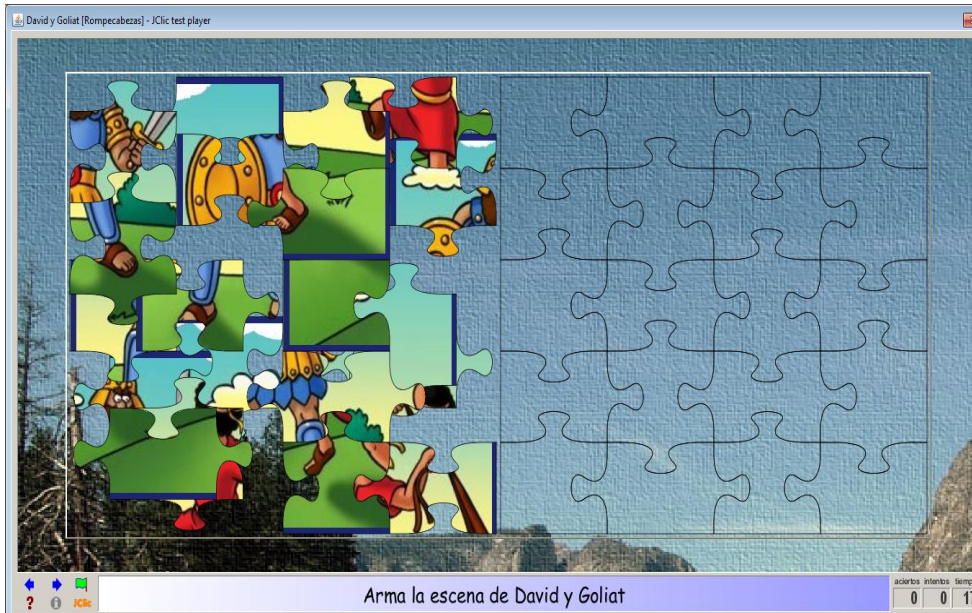 David y Goliat [Rompecabezas] - JClic test player
Arma la escena de David y Goliat
aciertos intentos
0 0
? JClic